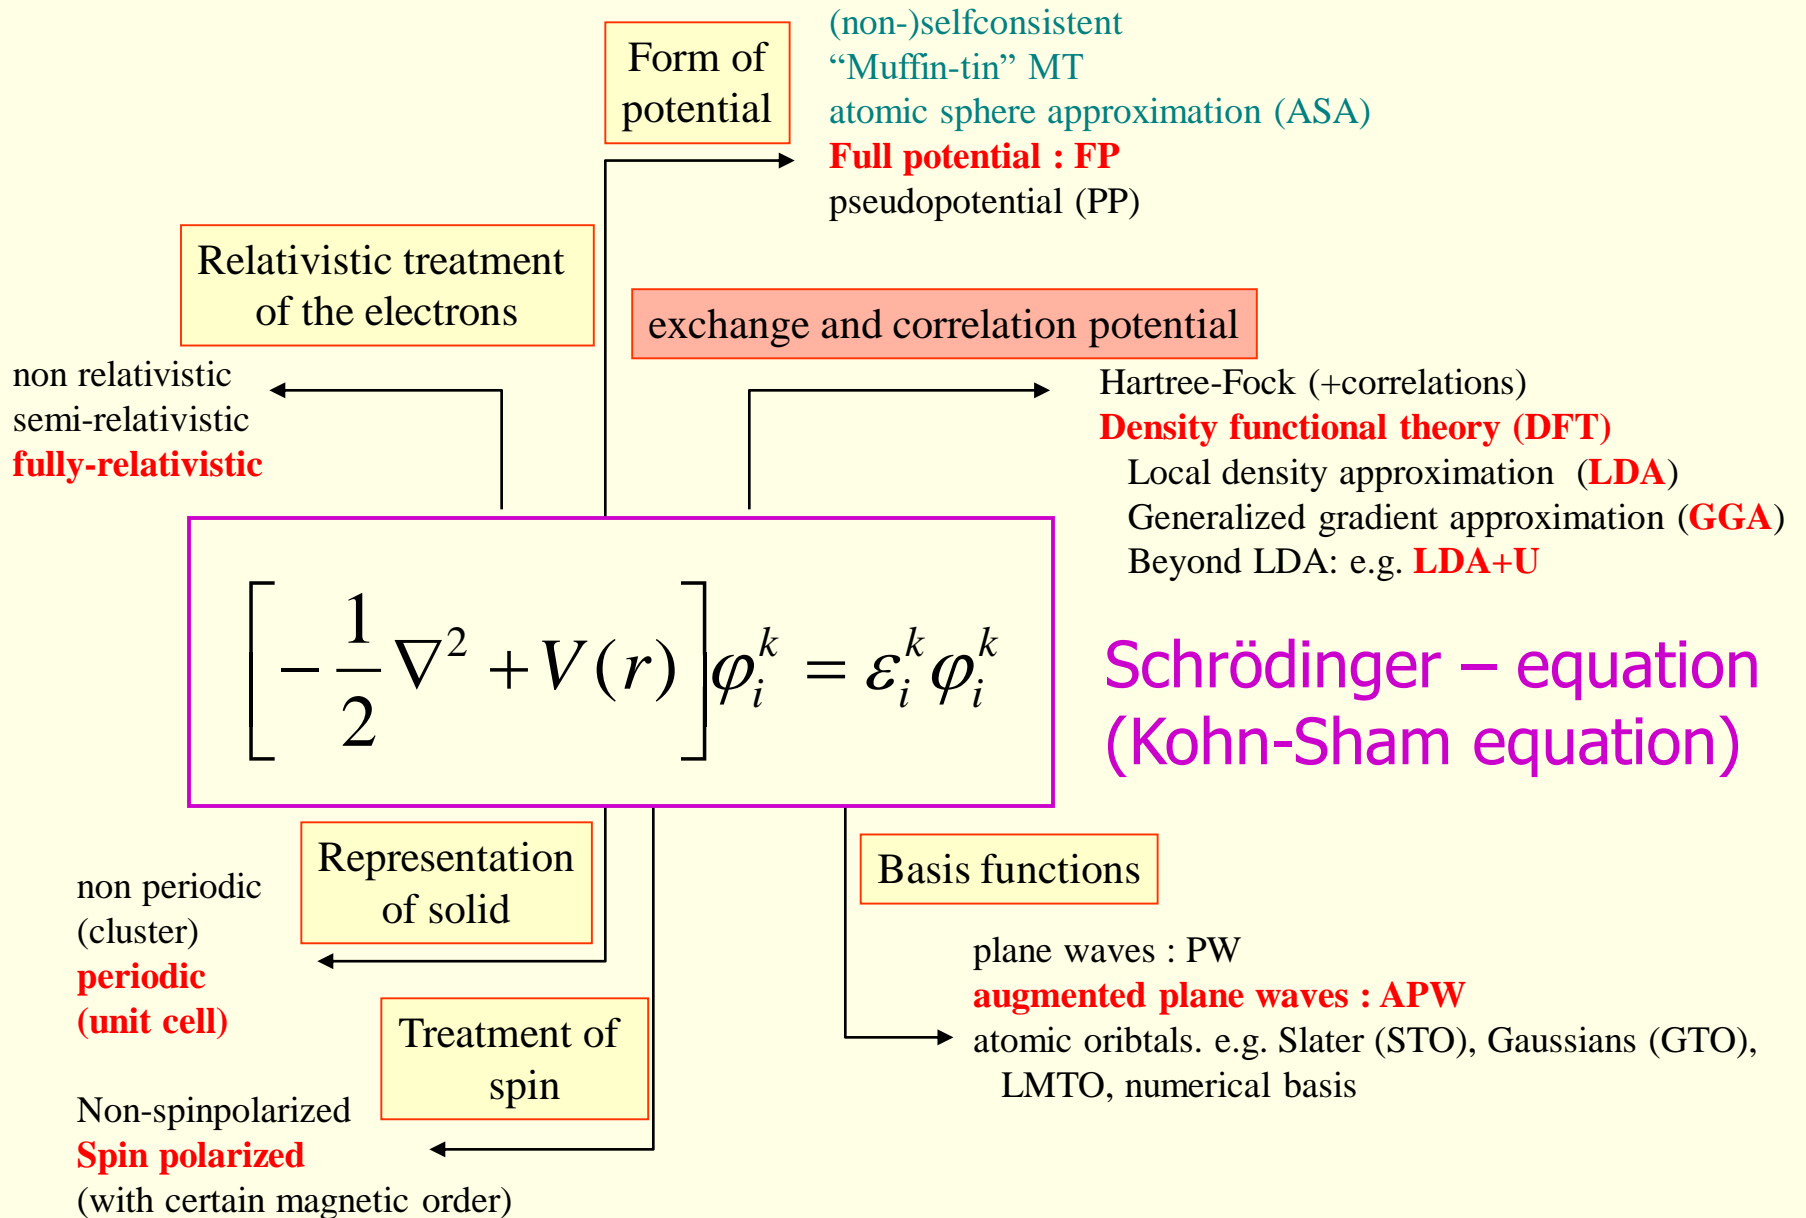 Form of
potential
(non-)selfconsistent
“Muffin-tin” MT
atomic sphere approximation (ASA)
Full potential : FP
pseudopotential (PP)
Relativistic treatment
of the electrons
non relativistic
semi-relativistic
fully-relativistic
exchange and correlation potential
Hartree-Fock (+correlations)
Density functional theory (DFT)
Local density approximation (LDA)
Generalized gradient approximation (GGA)
Beyond LDA: e.g. LDA+U
[-1/2 ∇² + V(r)] φ_i^k = ε_i^k φ_i^k
Schrödinger – equation
(Kohn-Sham equation)
Representation
of solid
non periodic
(cluster)
periodic
(unit cell)
Treatment of
spin
Non-spinpolarized
Spin polarized
(with certain magnetic order)
Basis functions
plane waves : PW
augmented plane waves : APW
atomic oribtals. e.g. Slater (STO), Gaussians (GTO),
LMTO, numerical basis